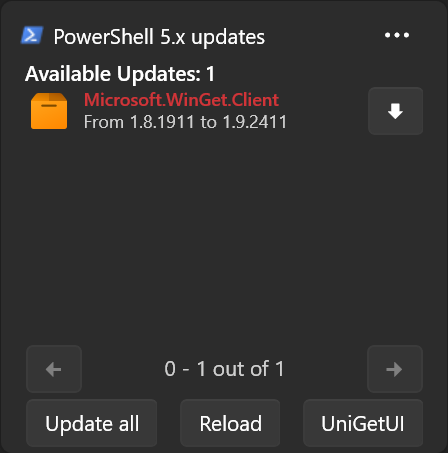 PowerShell 5.x updates
Available Updates: 1
Microsoft.WinGet.Client
From 1.8.1911 to 1.9.2411
0 - 1 out of 1
Update all
Reload
UniGetUI